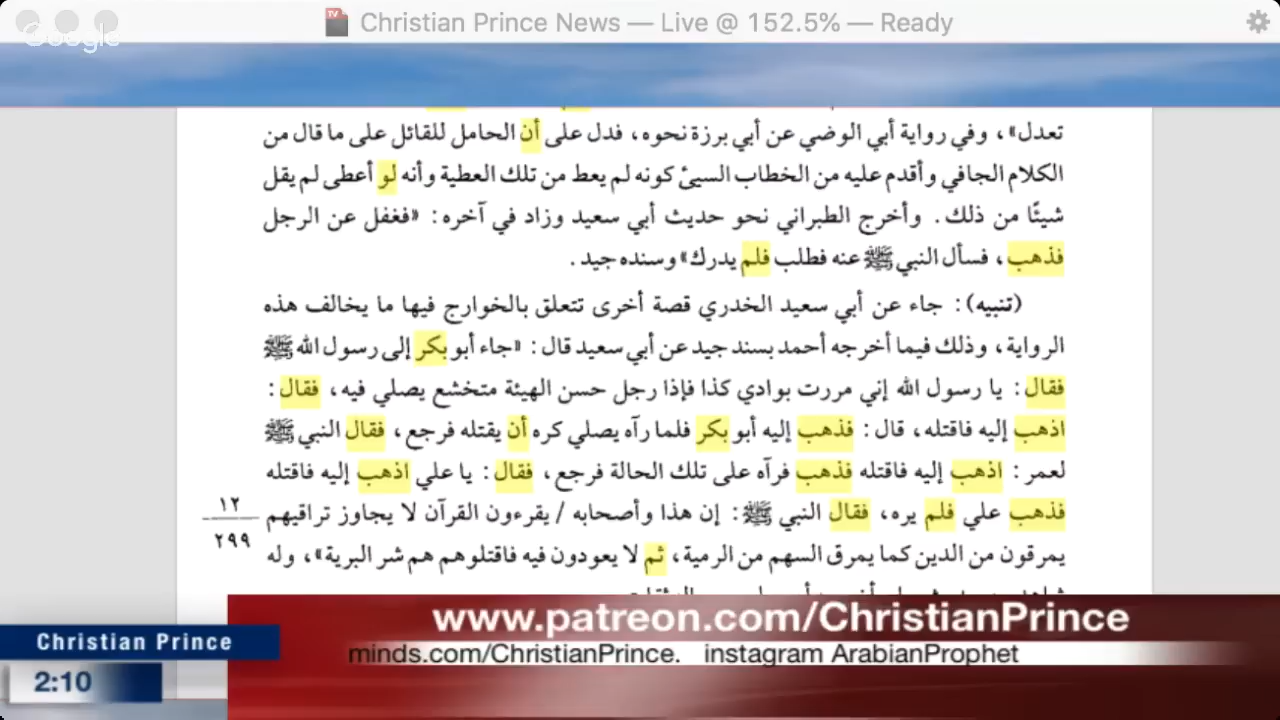 Christian Prince News — Live @ 152.5% — Ready
Google
تعدل»، وفي رواية أبي الوضي عن أبي برزة نحوه، فدل على أن الحامل للقائل على ما قال من
الكلام الجافي وأقدم عليه من الخطاب السيئ كونه لم يعط من تلك العطية وأنه لو أعطى لم يقل
شيئًا من ذلك. وأخرج الطبراني نحو حديث أبي سعيد وزاد في آخره: «فغفل عن الرجل
فذهب، فسأل النبي ﷺ عنه فطلب فلم يدرك» وسنده جيد.
(تنبيه): جاء عن أبي سعيد الخدري قصة أخرى تتعلق بالخوارج فيها ما يخالف هذه
الرواية، وذلك فيما أخرجه أحمد بسند جيد عن أبي سعيد قال: «جاء أبو بكر إلى رسول الله ﷺ
فقال: يا رسول الله إني مررت بوادي كذا فإذا رجل حسن الهيئة متخشع يصلي فيه، فقال:
اذهب إليه فاقتله، قال: فذهب إليه أبو بكر فلما رآه يصلي كره أن يقتله فرجع، فقال النبي ﷺ
لعمر: اذهب إليه فاقتله فذهب فرآه على تلك الحالة فرجع، فقال: يا علي اذهب إليه فاقتله
فذهب علي فلم يره، فقال النبي ﷺ: إن هذا وأصحابه / يقرءون القرآن لا يجاوز تراقيهم
١٢
٢٩٩
يمرقون من الدين كما يمرق السهم من الرمية، ثم لا يعودون فيه فاقتلوهم هم شر البرية»، وله
www.patreon.com/ChristianPrince
Christian Prince
minds.com/ChristianPrince. instagram ArabianProphet
2:10